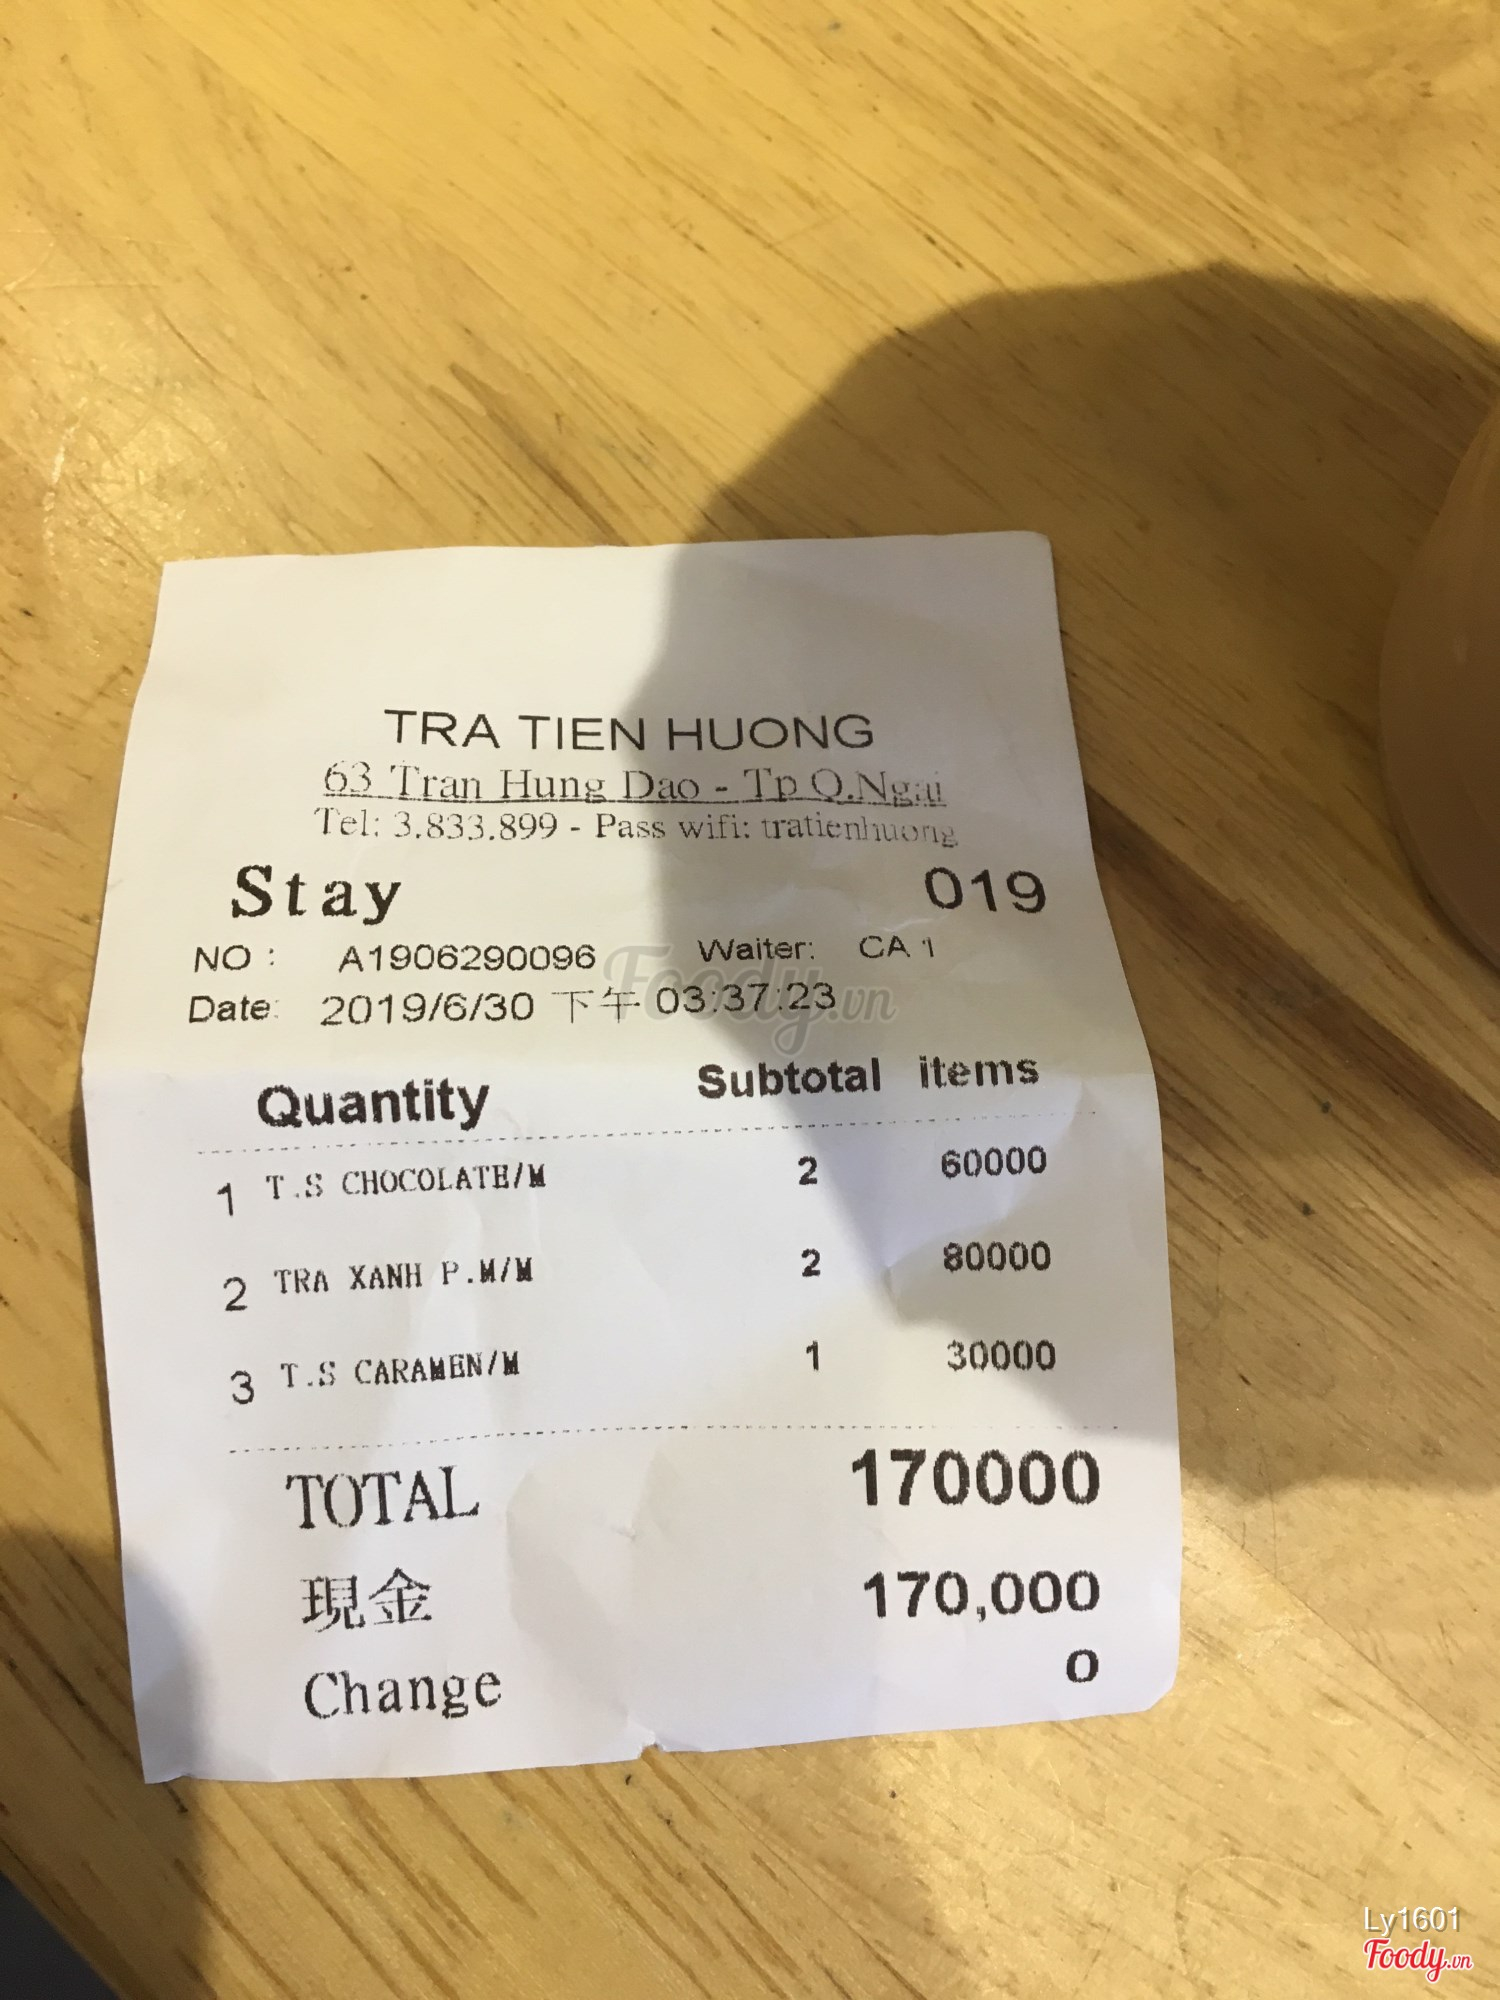 TRA TIEN HUONG
63 Tran Hung Dao - Tp Q.Ngai
Tel: 3.833.899 - Pass wifi: tratienhuong
Stay 019
NO : A1906290096 Waiter: CA 1
Date: 2019/6/30 下午 03:37:23
Foody.vn
Quantity Subtotal items
1 T.S CHOCOLATE/M 2 60000
2 TRA XANH P.M/M 2 80000
3 T.S CARAMEN/M 1 30000
TOTAL 170000
現金 170,000
Change 0
Ly1601
Foody.vn